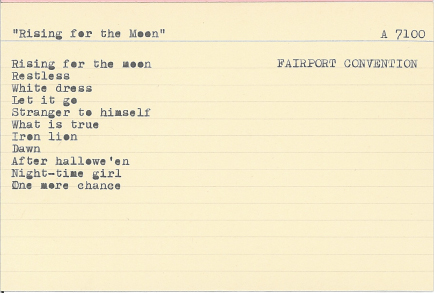 "Rising for the Moon" A 7100
Rising for the moon FAIRPORT CONVENTION
Restless
White dress
Let it go
Stranger to himself
What is true
Iron lion
Dawn
After hallowe'en
Night-time girl
One more chance